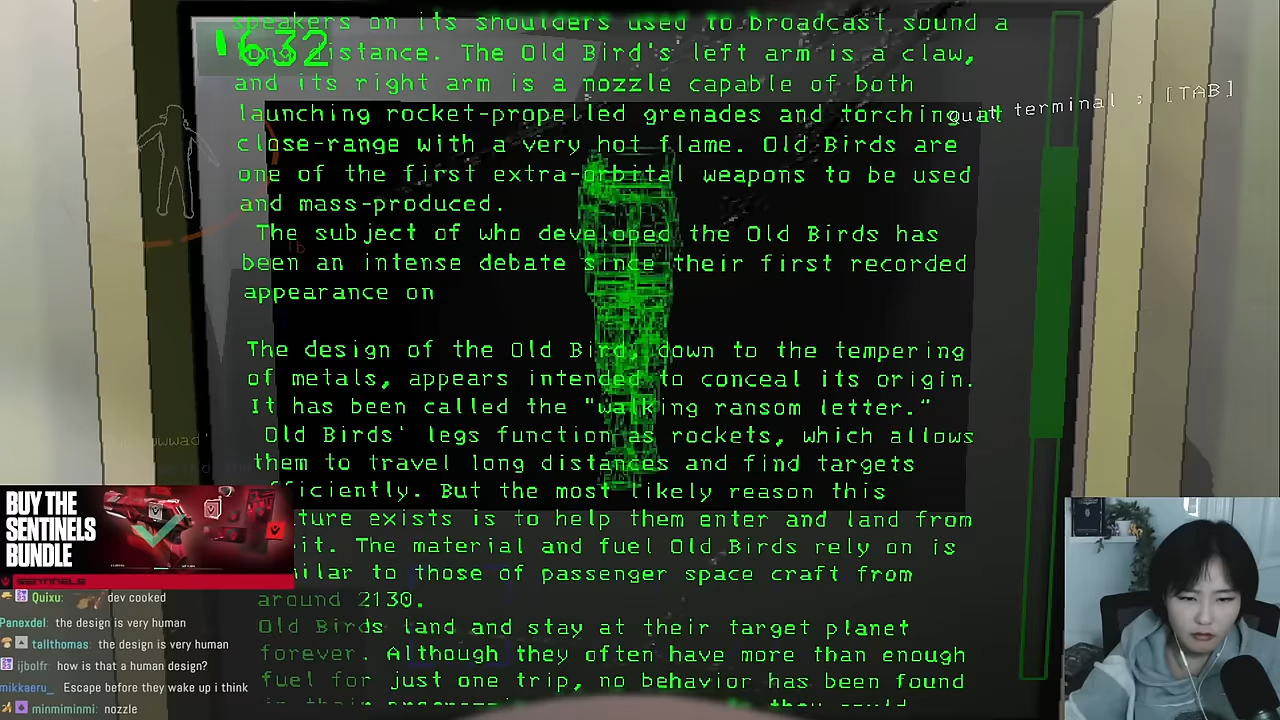 speakers on its shoulders used to broadcast sound a
632
distance. The Old Bird's left arm is a claw,
and its right arm is a nozzle capable of both
launching rocket-propelled grenades and torching at
quit terminal : [TAB]
close-range with a very hot flame. Old Birds are
one of the first extra-orbital weapons to be used
and mass-produced.
lb
The subject of who developed the Old Birds has
been an intense debate since their first recorded
appearance on
The design of the Old Bird, down to the tempering
of metals, appears intended to conceal its origin.
It has been called the "walking ransom letter."
Old Birds' legs function as rockets, which allows
them to travel long distances and find targets
efficiently. But the most likely reason this
exists is to help them enter and land from
The material and fuel Old Birds rely on is
to those of passenger space craft from
around 2130.
Old Birds land and stay at their target planet
forever. Although they often have more than enough
fuel for just one trip, no behavior has been found
they could
BUY THE
SENTINELS
BUNDLE
SENTINELS
Quixu: dev cooked
Panexdel: the design is very human
tallthomas: the design is very human
ijbolfr: how is that a human design?
mikkaeru_ Escape before they wake up i think
minmiminmi: nozzle